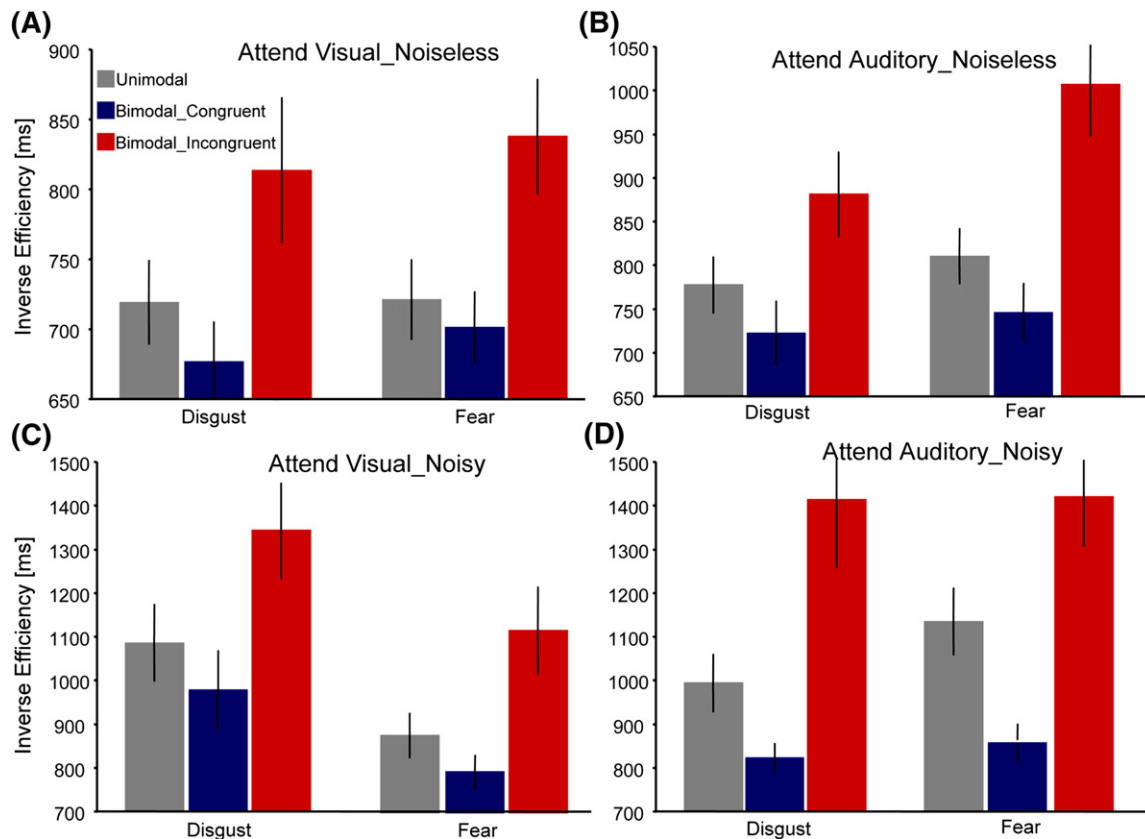 (A)
Attend Visual_Noiseless
Unimodal
Bimodal_Congruent
Bimodal_Incongruent
Inverse Efficiency [ms]
900
850
800
750
700
650
Disgust
Fear
(B)
Attend Auditory_Noiseless
1050
1000
950
900
850
800
750
700
650
Disgust
Fear
(C)
Attend Visual_Noisy
Inverse Efficiency [ms]
1500
1400
1300
1200
1100
1000
900
800
700
Disgust
Fear
(D)
Attend Auditory_Noisy
1500
1400
1300
1200
1100
1000
900
800
700
Disgust
Fear